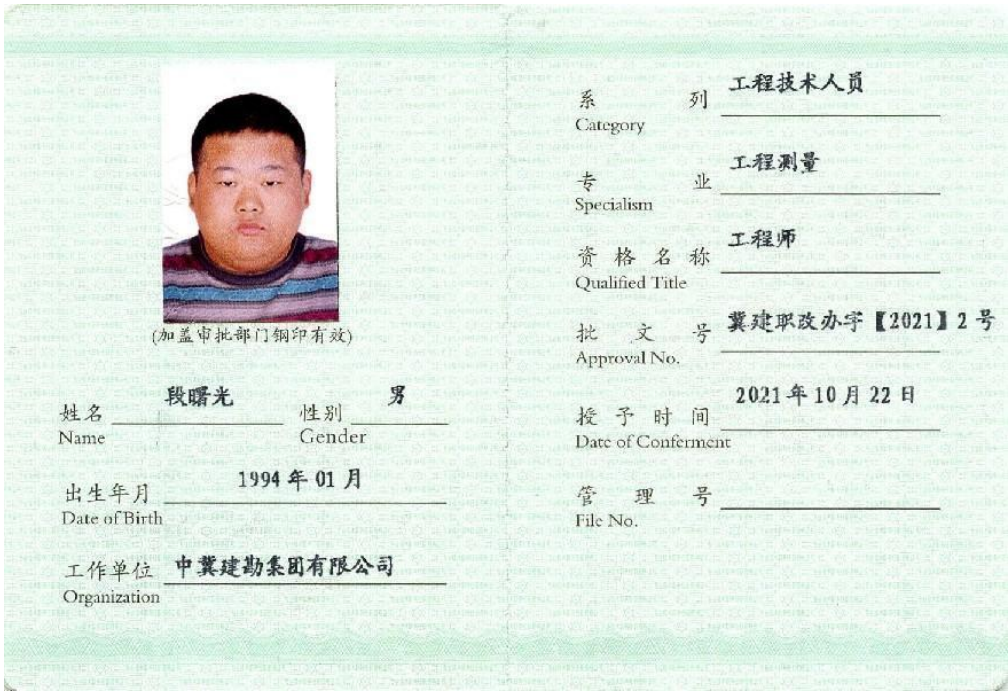 (加盖审批部门钢印有效)
姓名 段曙光 性别 男
Name Gender
出生年月 1994年01月
Date of Birth
工作单位 中冀建勘集团有限公司
Organization
系列 工程技术人员
Category
专业 工程测量
Specialism
资格名称 工程师
Qualified Title
批文号 冀建职改办字【2021】2号
Approval No.
授予时间 2021年10月22日
Date of Conferment
管理号
File No.